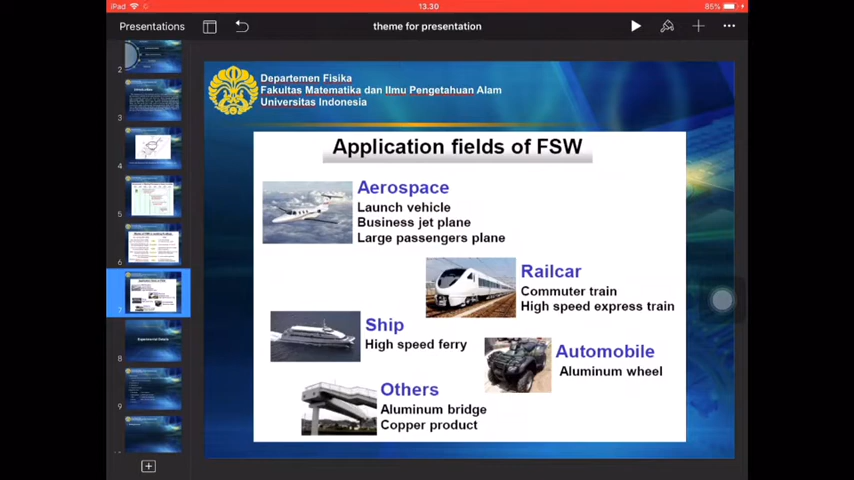 iPad
13.30
85%
Presentations
theme for presentation
Departemen Fisika
Fakultas Matematika dan Ilmu Pengetahuan Alam
Universitas Indonesia
Application fields of FSW
Aerospace
Launch vehicle
Business jet plane
Large passengers plane
Railcar
Commuter train
High speed express train
Ship
High speed ferry
Automobile
Aluminum wheel
Others
Aluminum bridge
Copper product
2
3
4
5
6
7
8
9